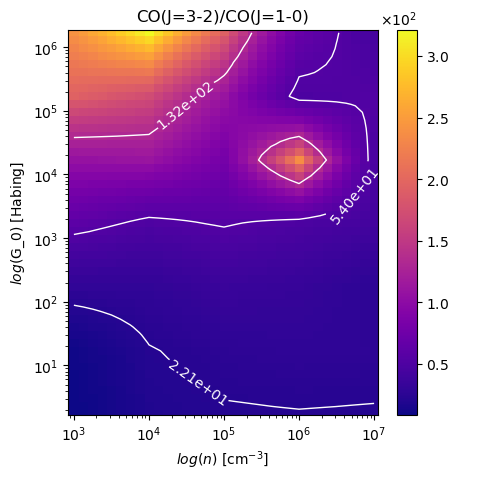 CO(J=3-2)/CO(J=1-0)
×10²
log(G_0) [Habing]
10⁶
10⁵
10⁴
10³
10²
10¹
1.32e+02
5.40e+01
2.21e+01
3.0
2.5
2.0
1.5
1.0
0.5
10³ 10⁴ 10⁵ 10⁶ 10⁷
log(n) [cm⁻³]